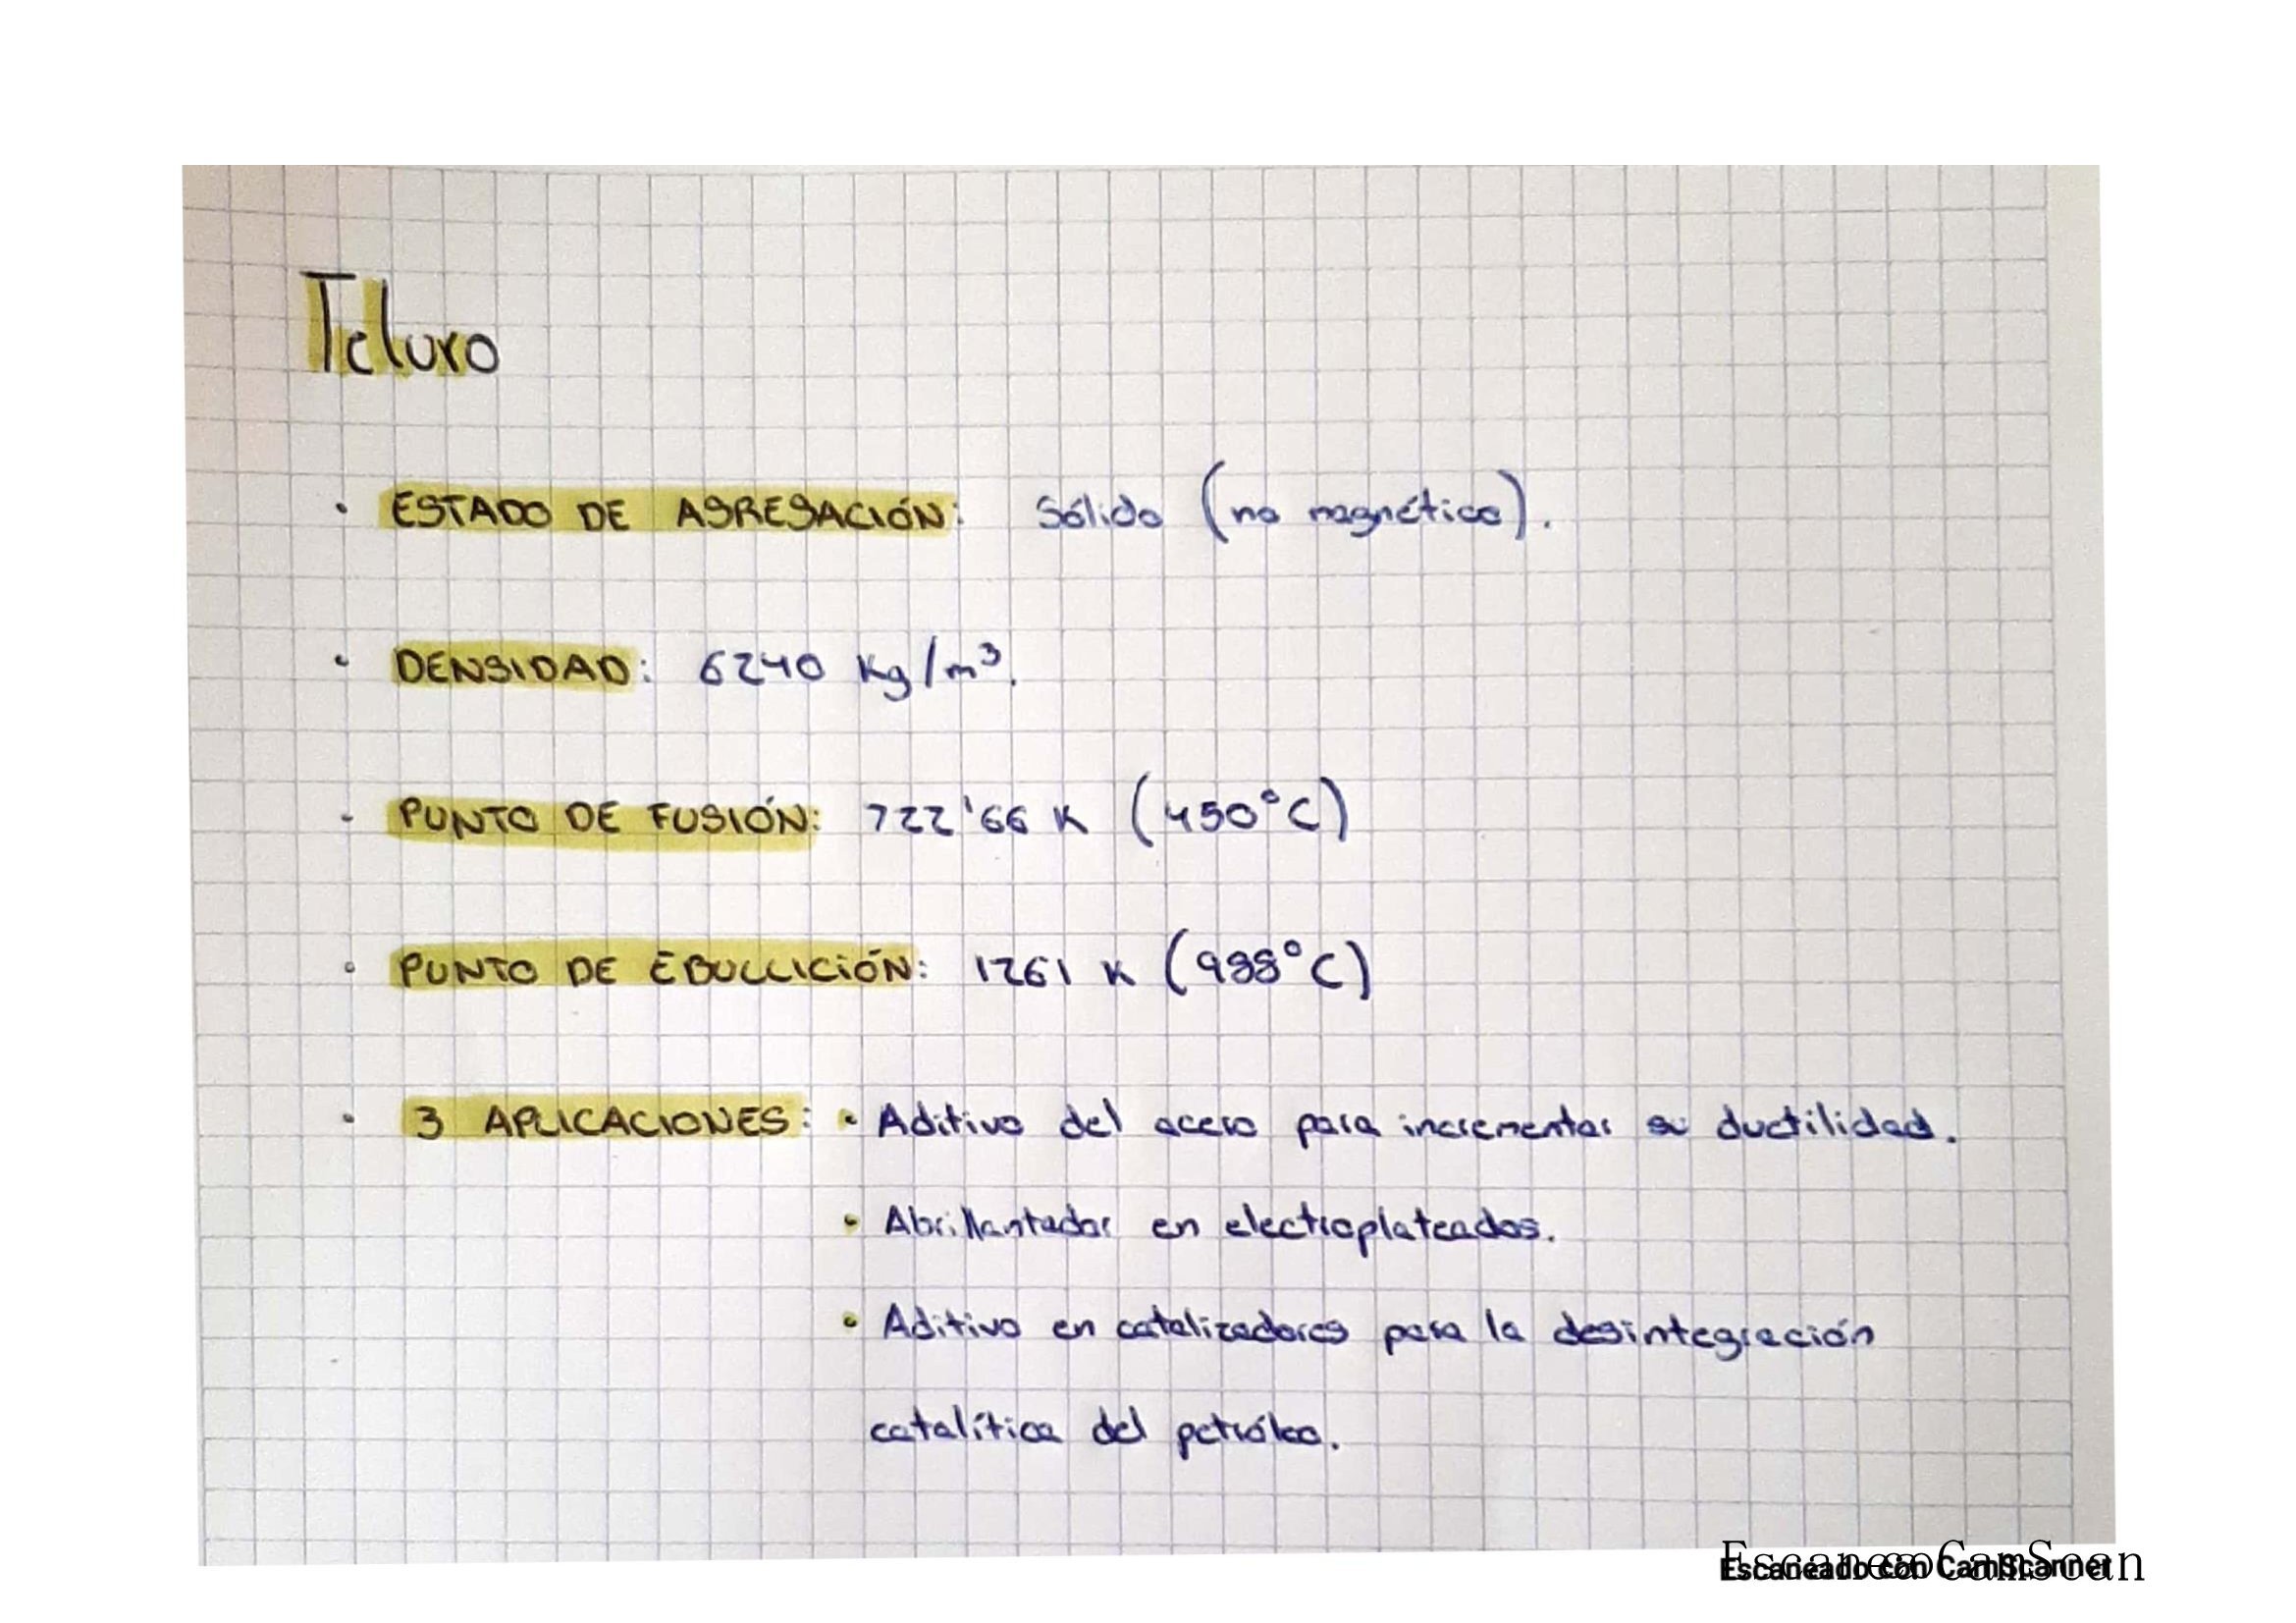 Teluro
· ESTADO DE AGREGACIÓN: Sólido (no magnético).
· DENSIDAD: 6240 Kg/m³.
· PUNTO DE FUSIÓN: 722'66 K (450°C)
· PUNTO DE EBULLICIÓN: 1261 K (988°C)
· 3 APLICACIONES: • Aditivo del acero para incrementar su ductilidad.
• Abrillantador en electroplateados.
• Aditivo en catalizadores para la desintegración
catalítica del petróleo.
Escaneado con CamScanner